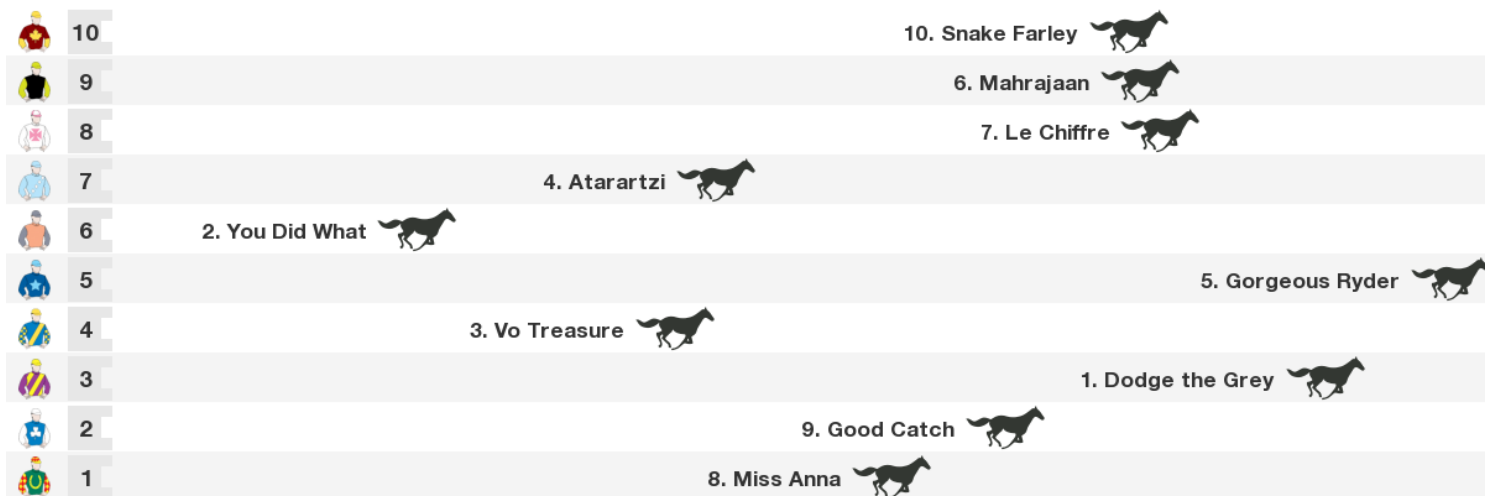 10 10. Snake Farley
9 6. Mahrajaan
8 7. Le Chiffre
7 4. Atarartzi
6 2. You Did What
5 5. Gorgeous Ryder
4 3. Vo Treasure
3 1. Dodge the Grey
2 9. Good Catch
1 8. Miss Anna